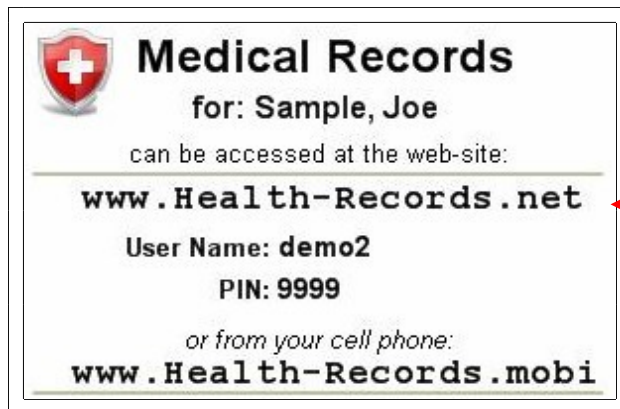 Medical Records
for: Sample, Joe
can be accessed at the web-site:
www.Health-Records.net
User Name: demo2
PIN: 9999
or from your cell phone:
www.Health-Records.mobi